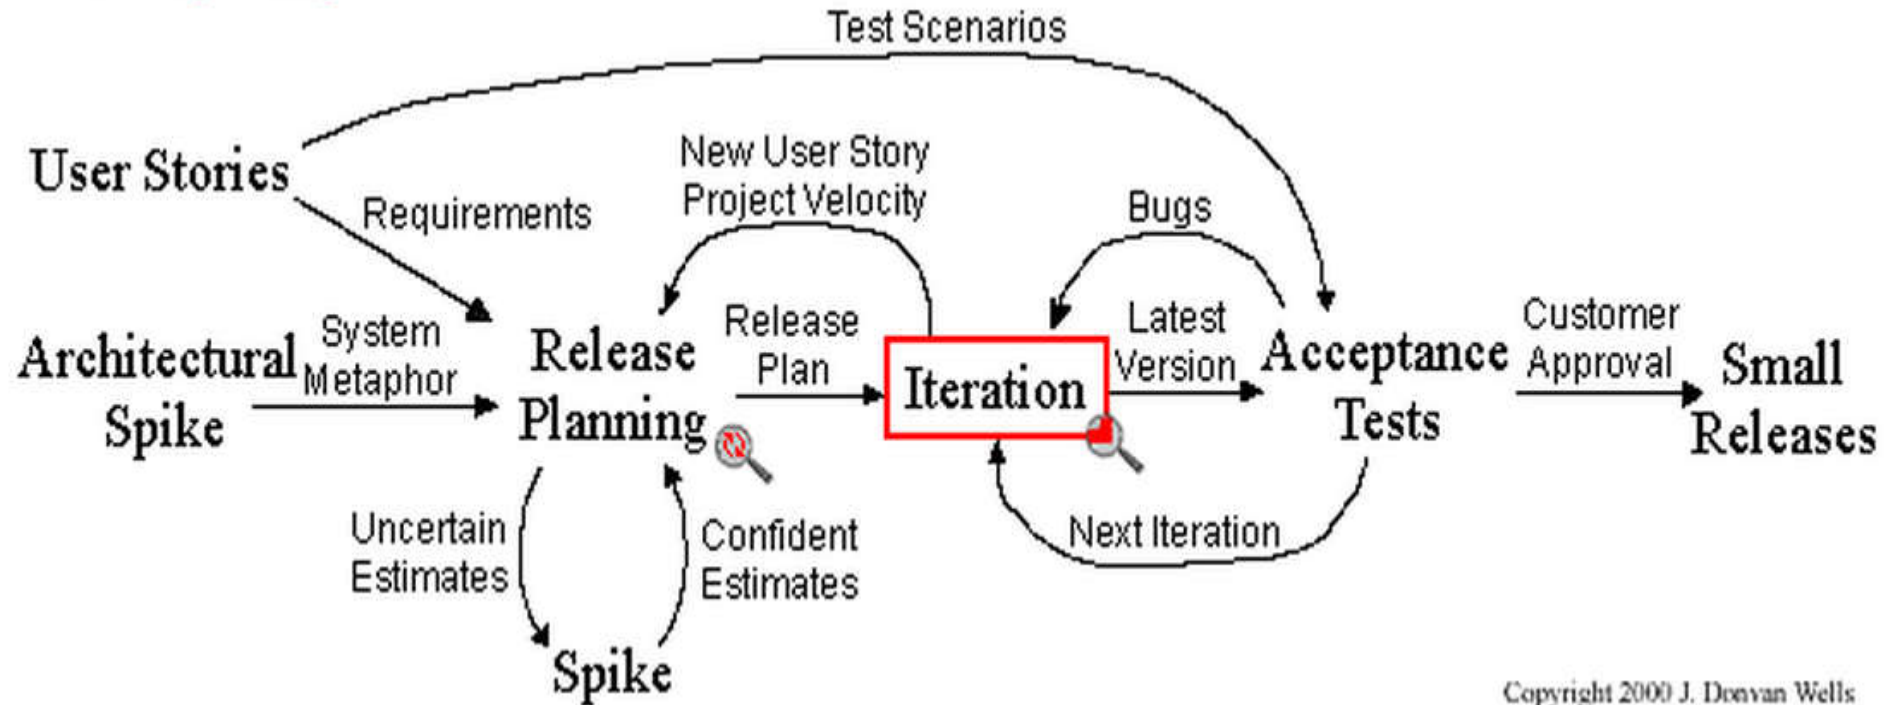 Test Scenarios
User Stories
New User Story
Project Velocity
Requirements
Bugs
System
Metaphor
Architectural
Spike
Release
Planning
Release
Plan
Iteration
Latest
Version
Acceptance
Tests
Customer
Approval
Small
Releases
Uncertain
Estimates
Confident
Estimates
Next Iteration
Spike
Copyright 2000 J. Donvan Wells